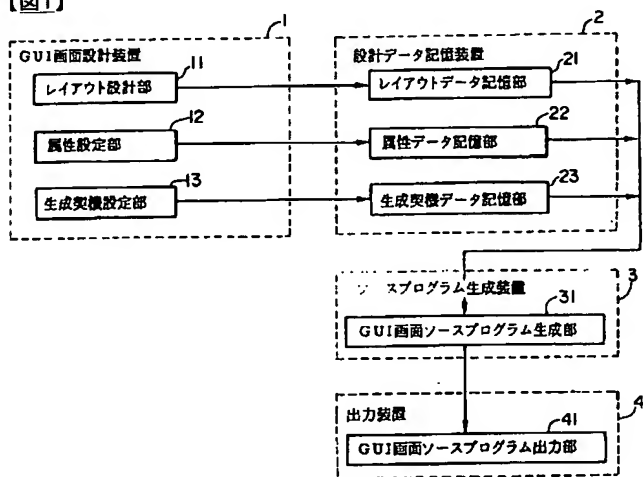 【図1】
1
GUI画面設計装置
11
レイアウト設計部
12
属性設定部
13
生成契機設定部
2
設計データ記憶装置
21
レイアウトデータ記憶部
22
属性データ記憶部
23
生成契機データ記憶部
3
スプログラム生成装置
31
GUI画面ソースプログラム生成部
4
出力装置
41
GUI画面ソースプログラム出力部